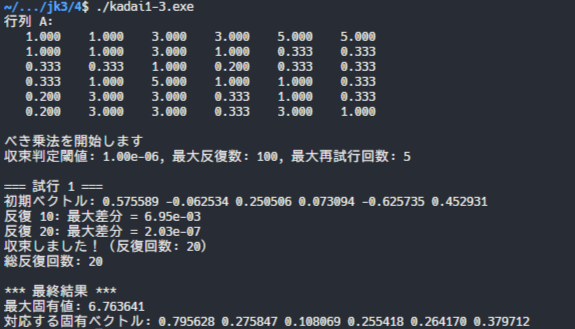 ~/.../jk3/4$ ./kadai1-3.exe
行列 A:
1.000 1.000 3.000 3.000 5.000 5.000
1.000 1.000 3.000 1.000 0.333 0.333
0.333 0.333 1.000 0.200 0.333 0.333
0.333 1.000 5.000 1.000 1.000 0.333
0.200 3.000 3.000 0.333 1.000 0.333
0.200 3.000 3.000 0.333 3.000 1.000
べき乗法を開始します
収束判定閾値: 1.00e-06, 最大反復数: 100, 最大再試行回数: 5
=== 試行 1 ===
初期ベクトル: 0.575589 -0.062534 0.250506 0.073094 -0.625735 0.452931
反復 10: 最大差分 = 6.95e-03
反復 20: 最大差分 = 2.03e-07
収束しました! (反復回数: 20)
総反復回数: 20
*** 最終結果 ***
最大固有値: 6.763641
対応する固有ベクトル: 0.795628 0.275847 0.108069 0.255418 0.264170 0.379712